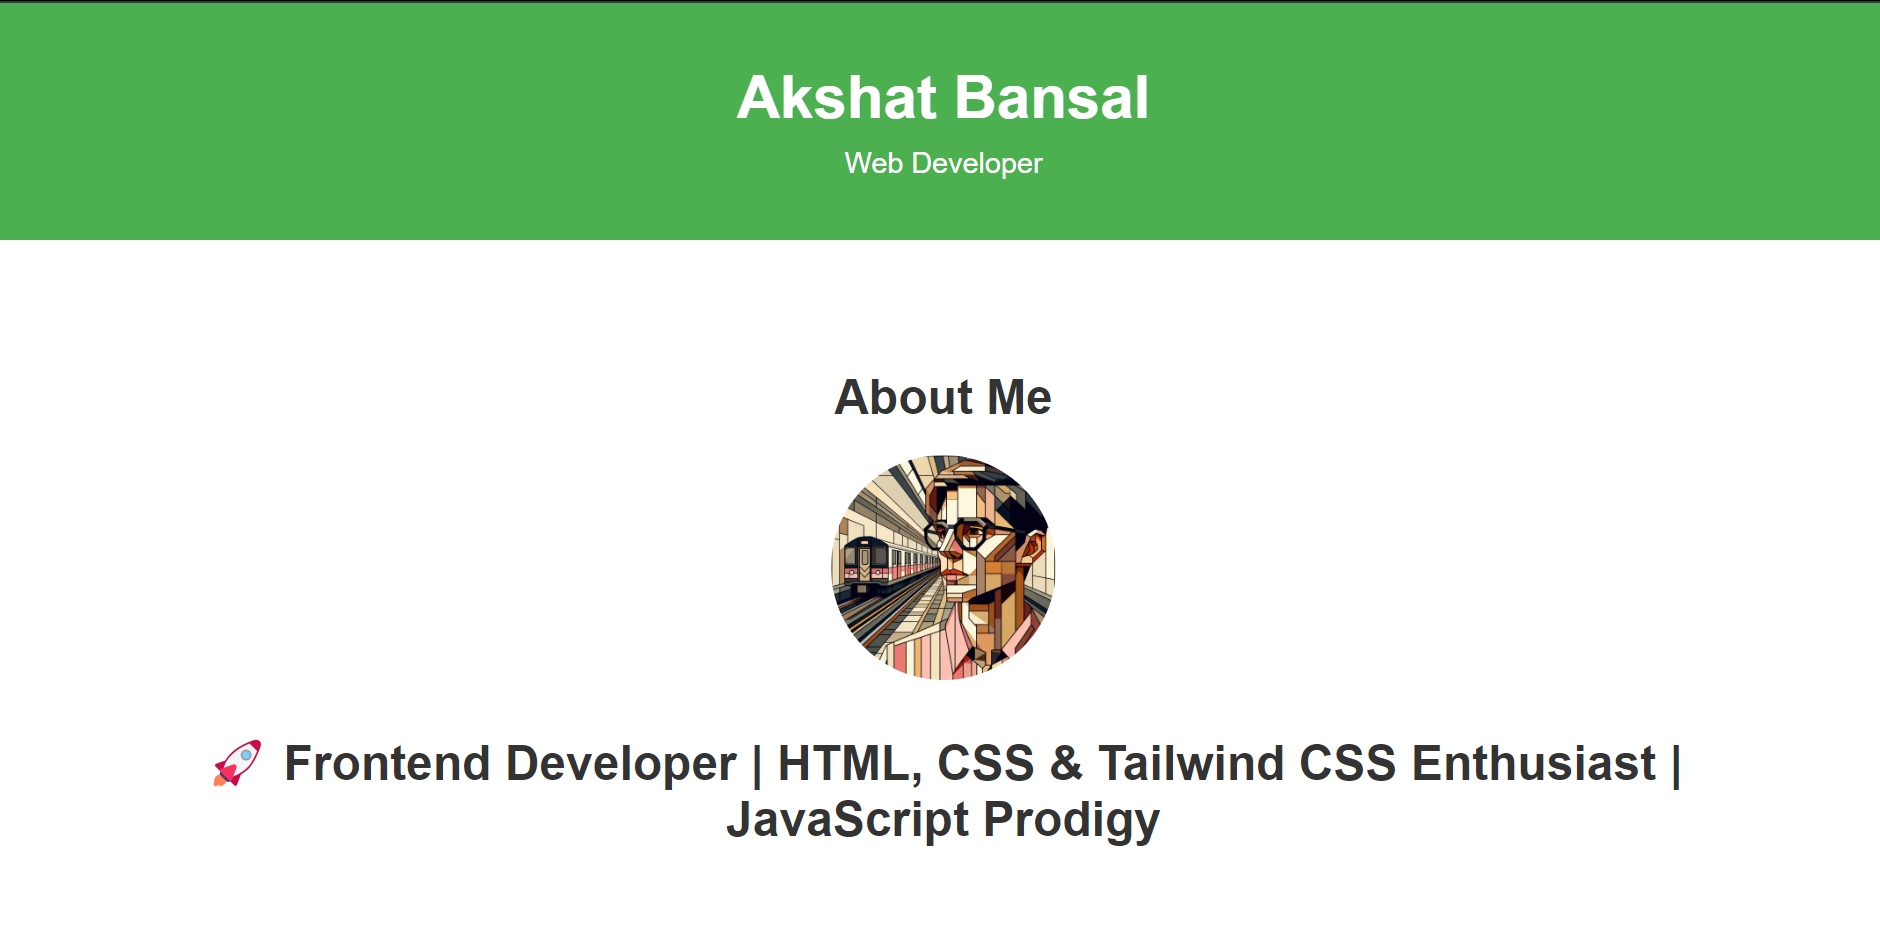 Akshat Bansal
Web Developer
About Me
🚀 Frontend Developer | HTML, CSS & Tailwind CSS Enthusiast |
JavaScript Prodigy